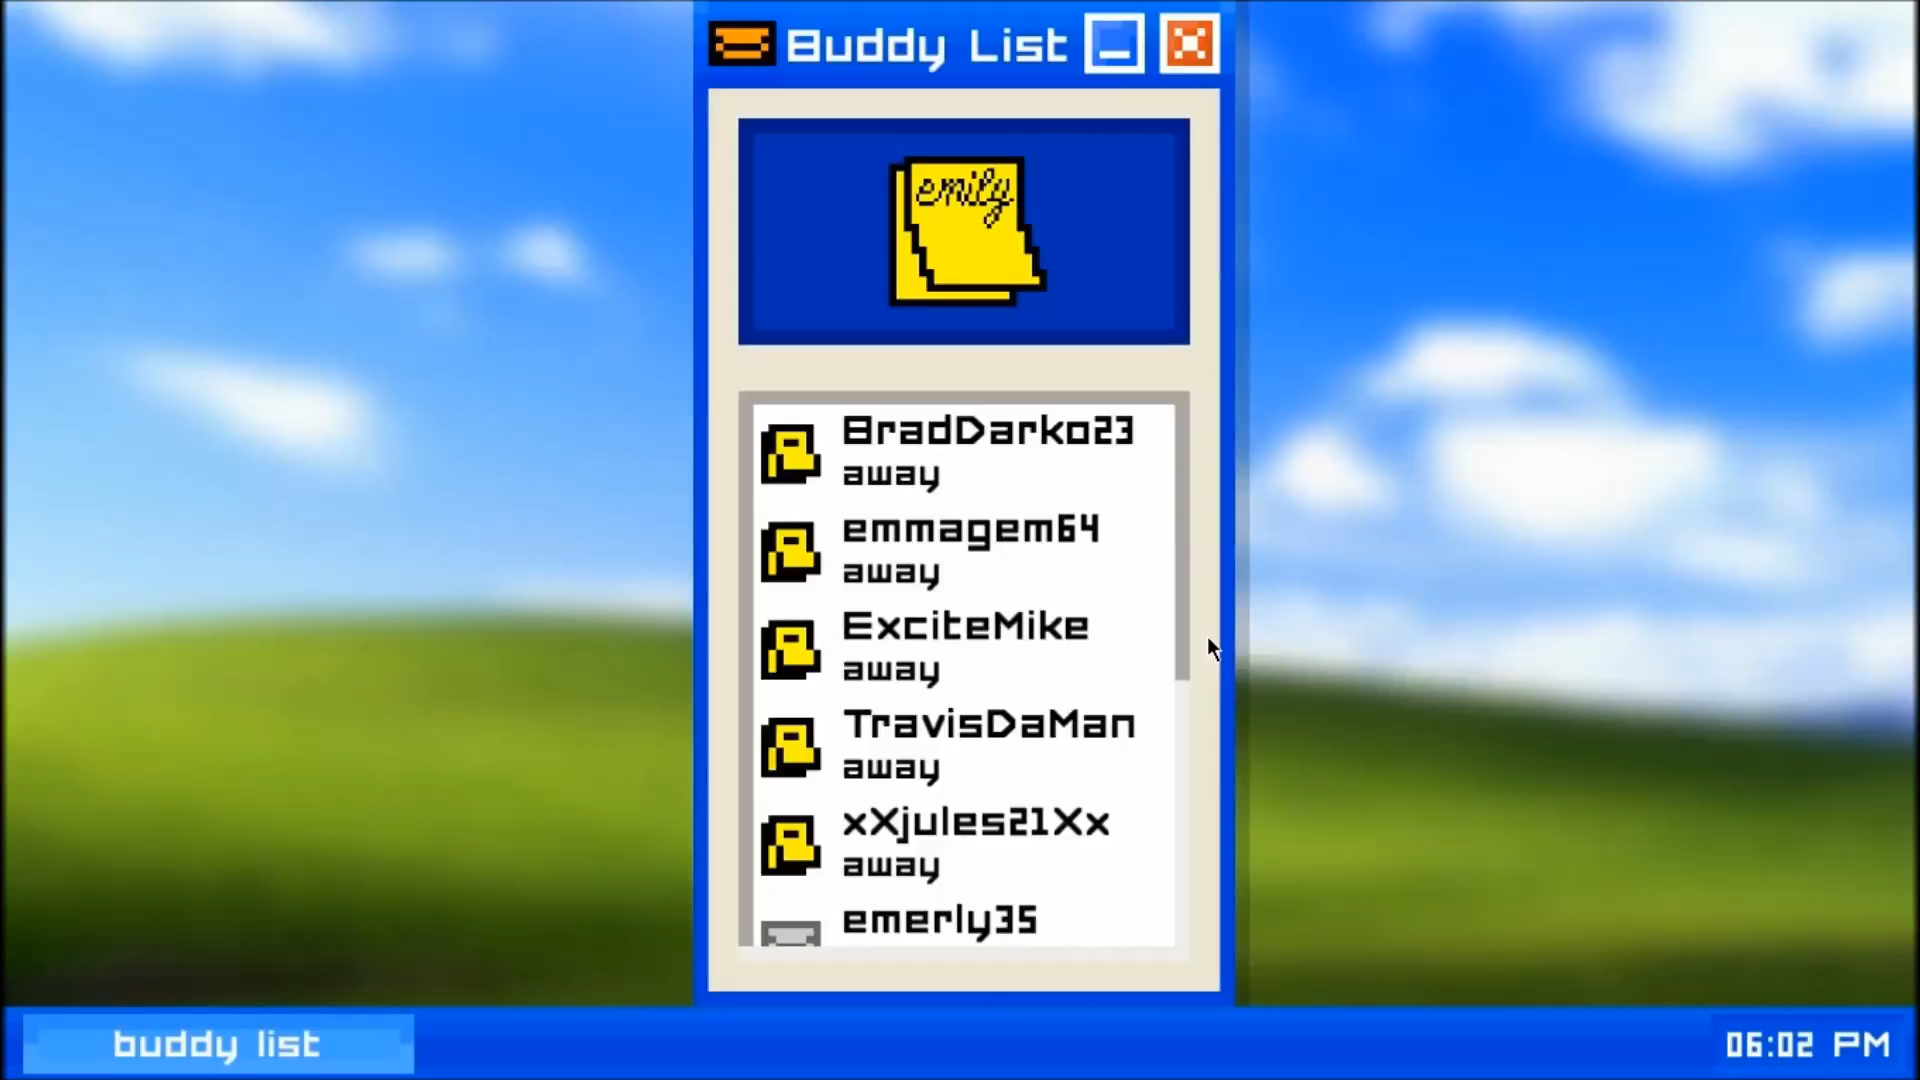 Buddy List
emily
BradDarko23
away
emmagem64
away
ExciteMike
away
TravisDaMan
away
xXjules21Xx
away
emerly35
buddy list
06:02 PM